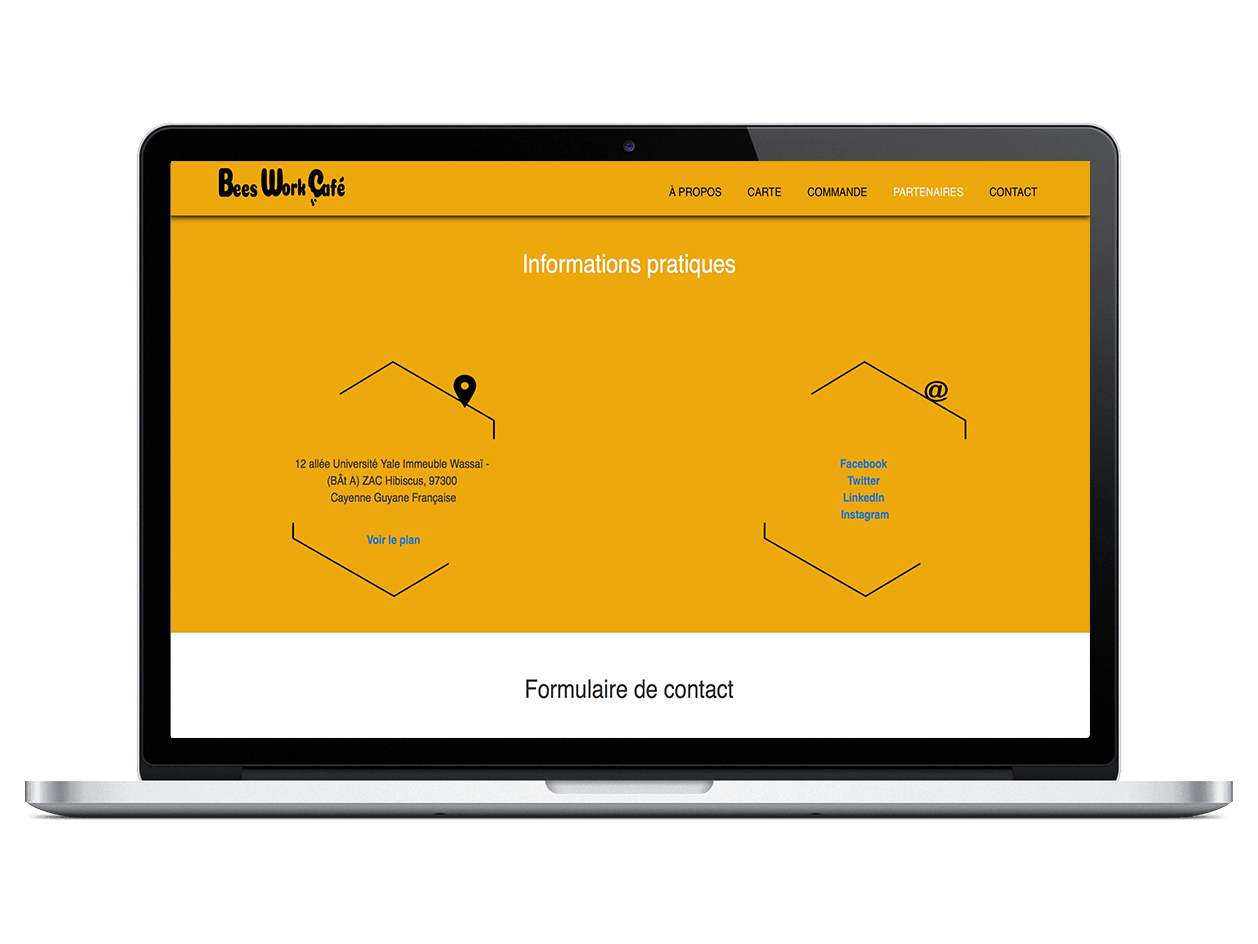 Bees Work Café
À PROPOS CARTE COMMANDE PARTENAIRES CONTACT
Informations pratiques
12 allée Université Yale Immeuble Wassaï -
(BÂt A) ZAC Hibiscus, 97300
Cayenne Guyane Française
Voir le plan
@
Facebook
Twitter
LinkedIn
Instagram
Formulaire de contact